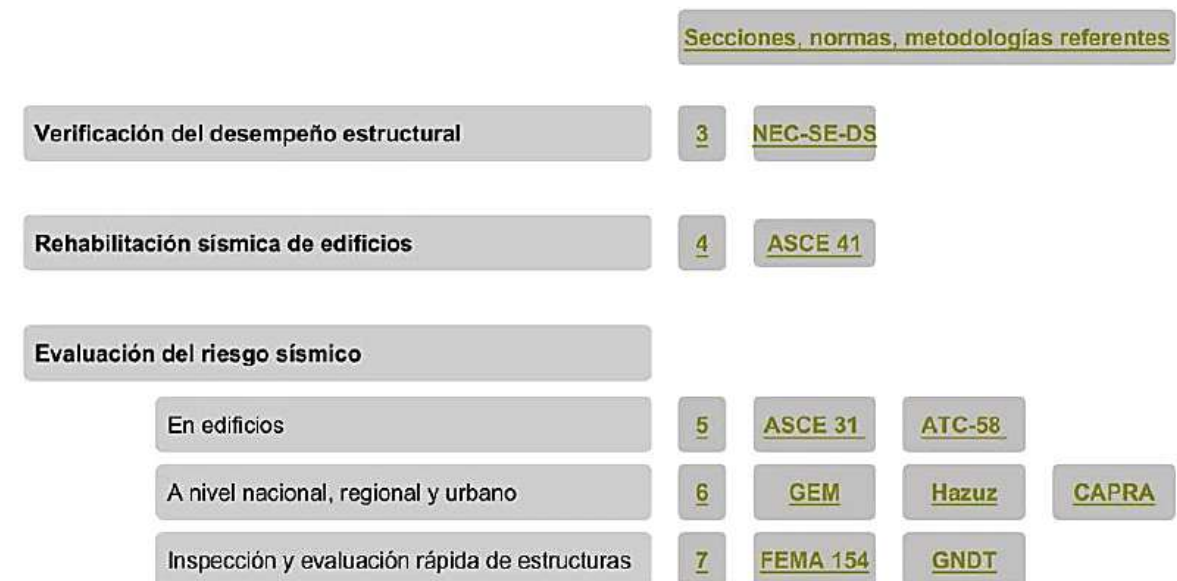 Secciones, normas, metodologías referentes
Verificación del desempeño estructural 3 NEC-SE-DS
Rehabilitación sísmica de edificios 4 ASCE 41
Evaluación del riesgo sísmico
En edificios 5 ASCE 31 ATC-58
A nivel nacional, regional y urbano 6 GEM Hazuz CAPRA
Inspección y evaluación rápida de estructuras 7 FEMA 154 GNDT